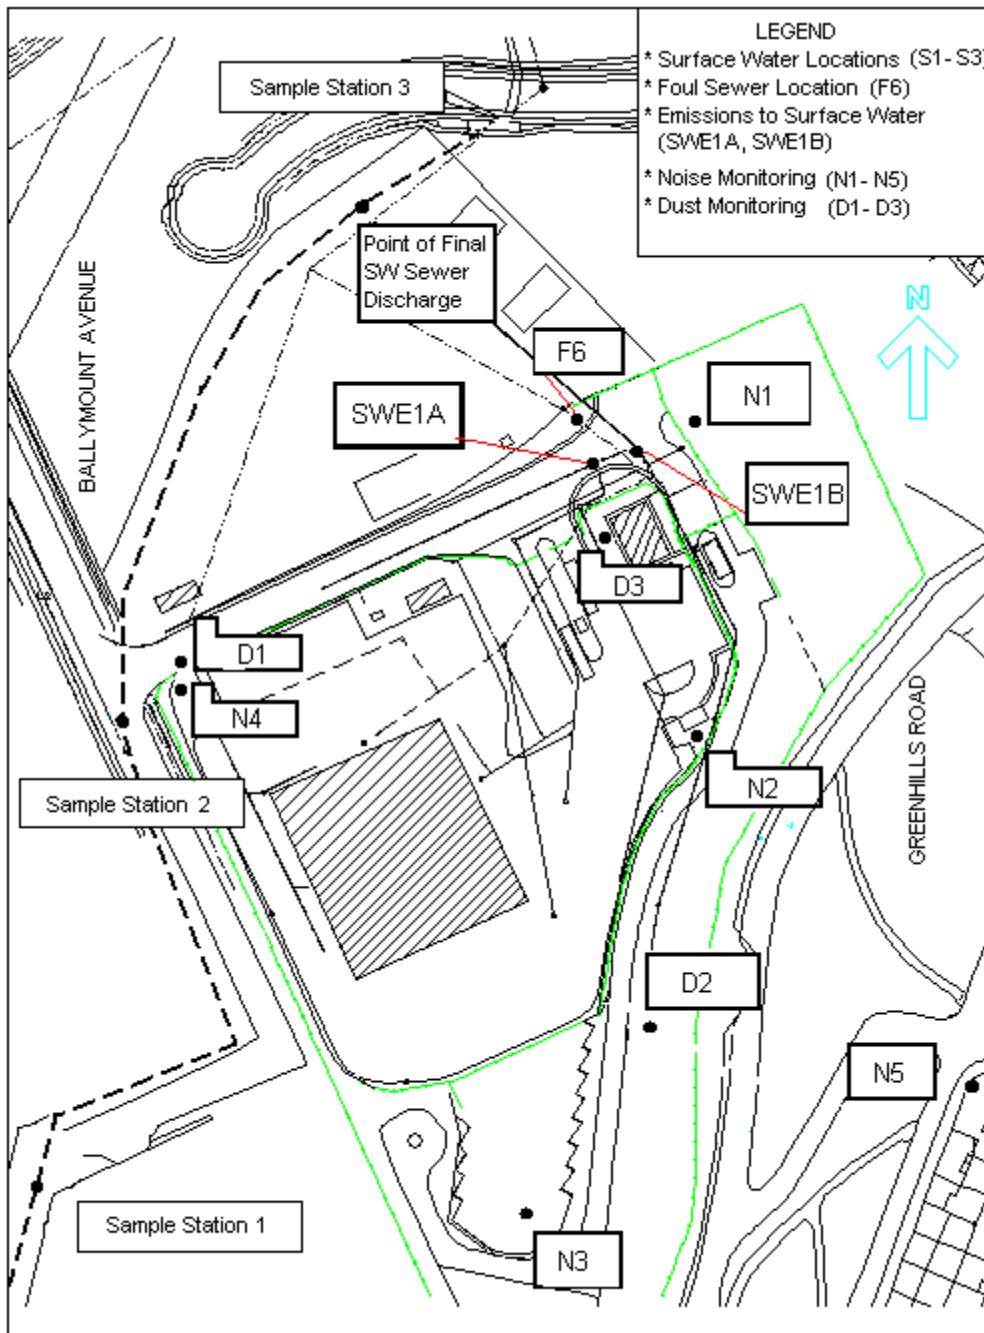 LEGEND
* Surface Water Locations (S1- S3)
* Foul Sewer Location (F6)
* Emissions to Surface Water
(SWE1A, SWE1B)
* Noise Monitoring (N1- N5)
* Dust Monitoring (D1- D3)
Sample Station 3
Point of Final
SW Sewer
Discharge
BALLYMOUNT AVENUE
N
F6
N1
SWE1A
SWE1B
D3
D1
N4
N2
Sample Station 2
GREENHILLS ROAD
D2
N5
Sample Station 1
N3